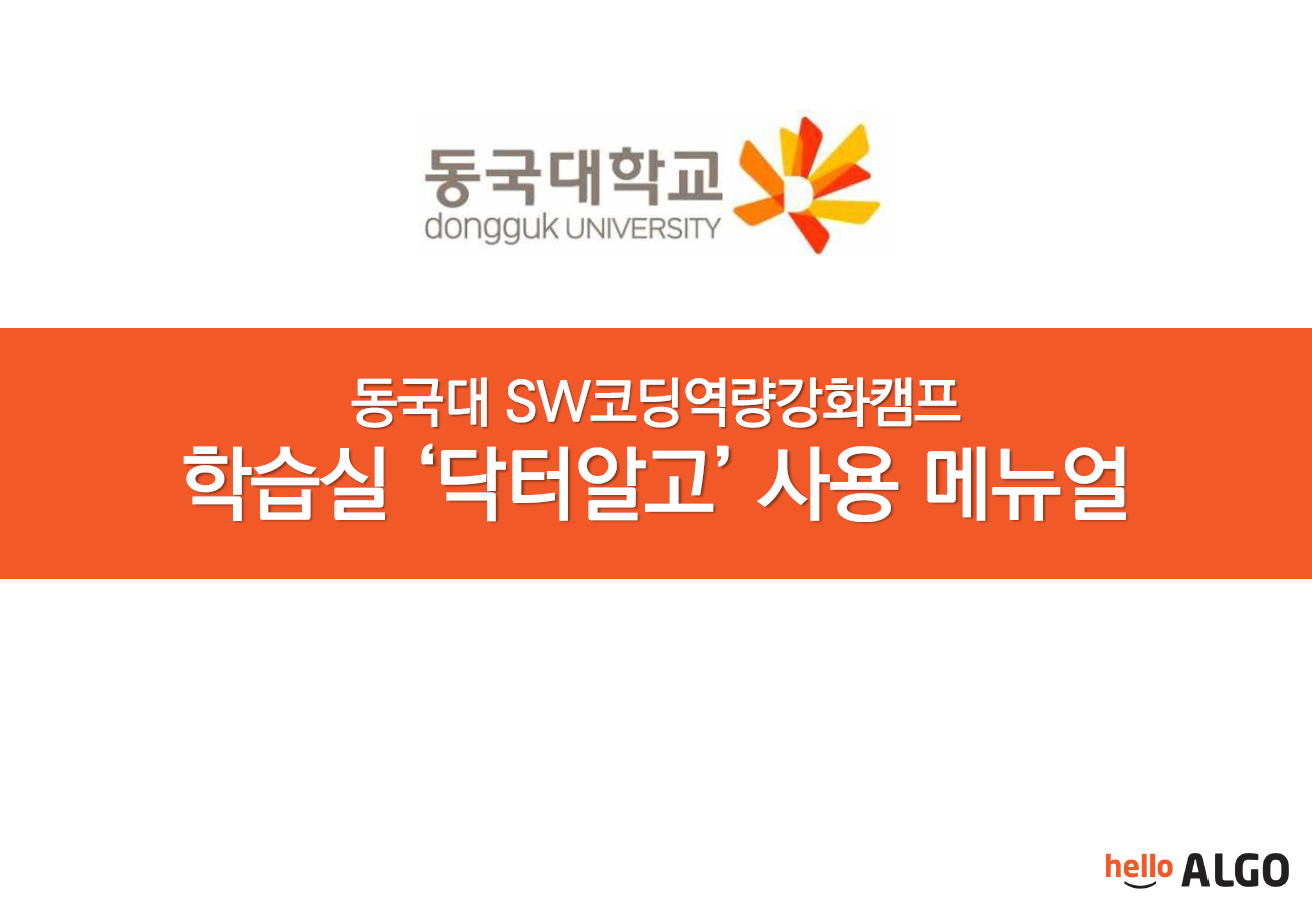 동국대학교
dongguk UNIVERSITY
동국대 SW코딩역량강화캠프
학습실 ‘닥터알고’ 사용 메뉴얼
hello ALGO